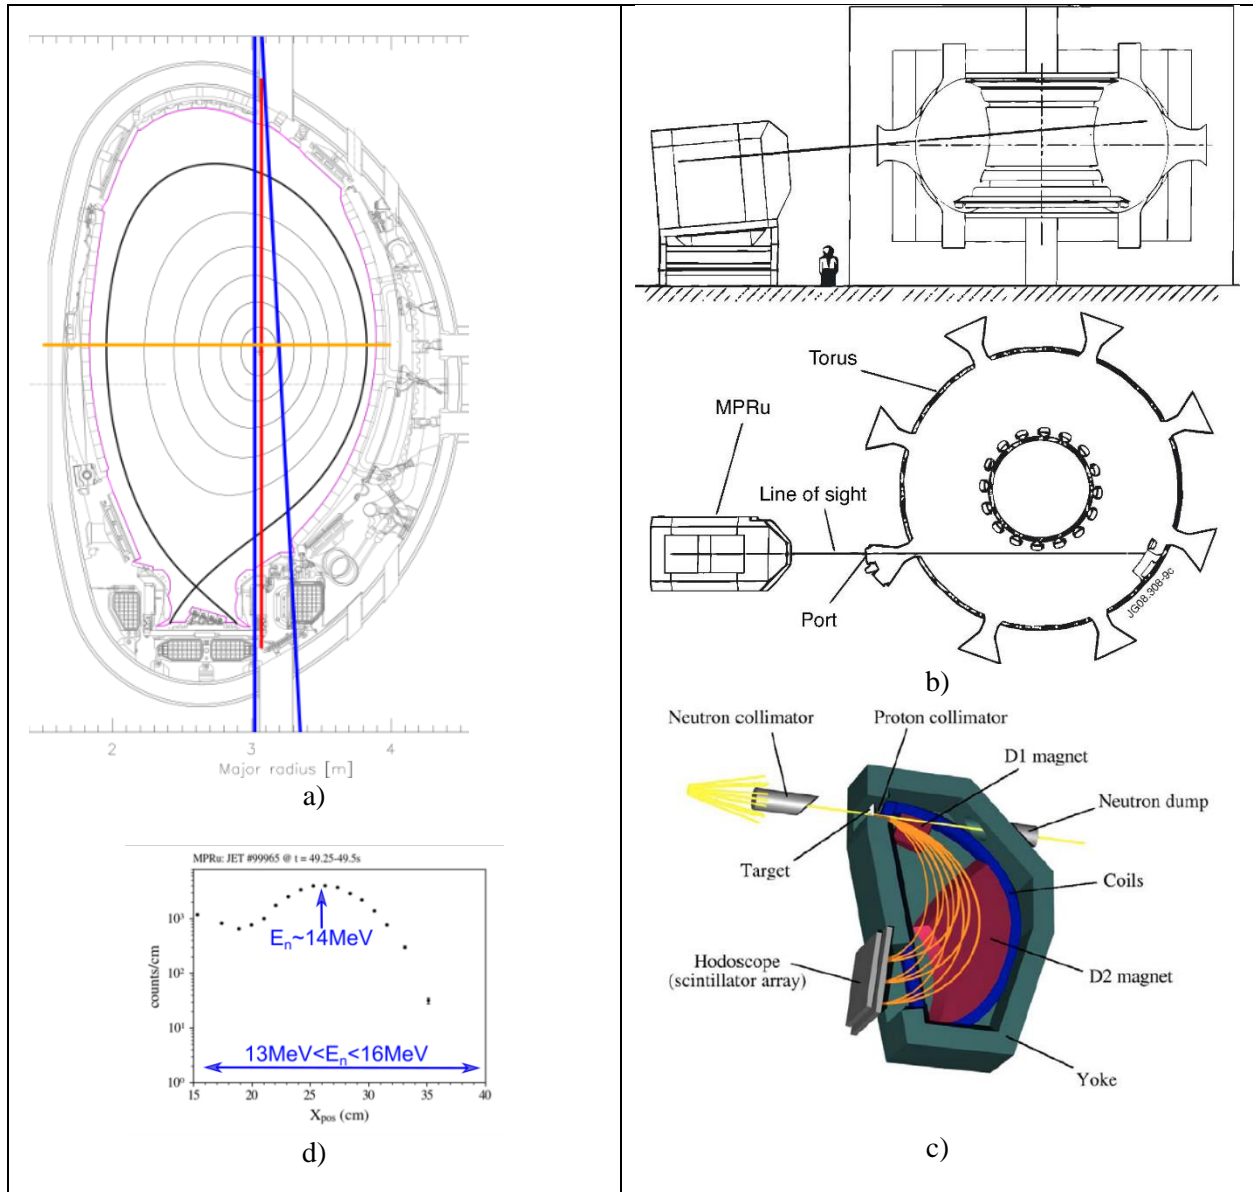 2
3
4
Major radius [m]
a)
Torus
MPRu
Line of sight
Port
JG08.308-9c
b)
Neutron collimator
Proton collimator
D1 magnet
Neutron dump
Target
Coils
Hodoscope
(scintillator array)
D2 magnet
Yoke
c)
MPRu: JET #99965 @ t = 49.25-49.5s
counts/cm
10³
10²
10¹
10⁰
Eₙ~14MeV
13MeV<Eₙ<16MeV
15
20
25
30
35
40
Xₚₒₛ (cm)
d)